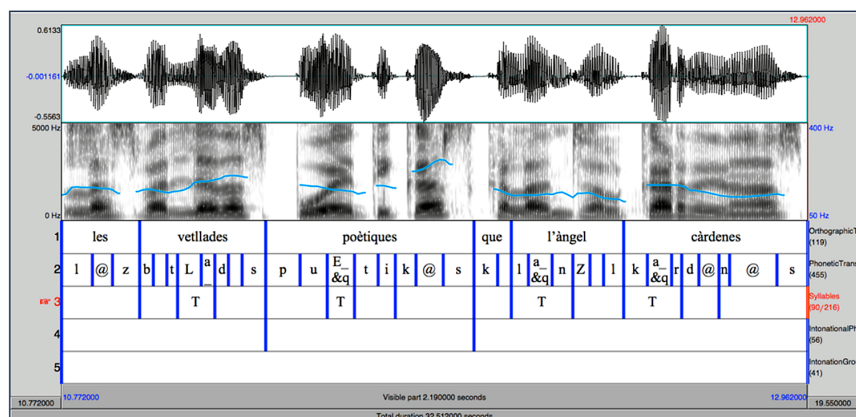 12.962000
0.6133
-0.001161
-0.5563
5000 Hz 400 Hz
0 Hz 50 Hz
1 les vetllades poètiques que l'àngel càrdenes OrthographicT
(119)
2 l @ z b t L a_ d s p u E_&q t i k @ s k l a_&q n Z l k a_&q r d @ n @ s PhoneticTrans
(455)
3 T T T T Syllables
(90/216)
4 IntonationalPh
(56)
5 IntonationGrou
(41)
10.772000 12.962000
10.772000 Visible part 2.190000 seconds 19.550000
Total duration 32.512000 seconds